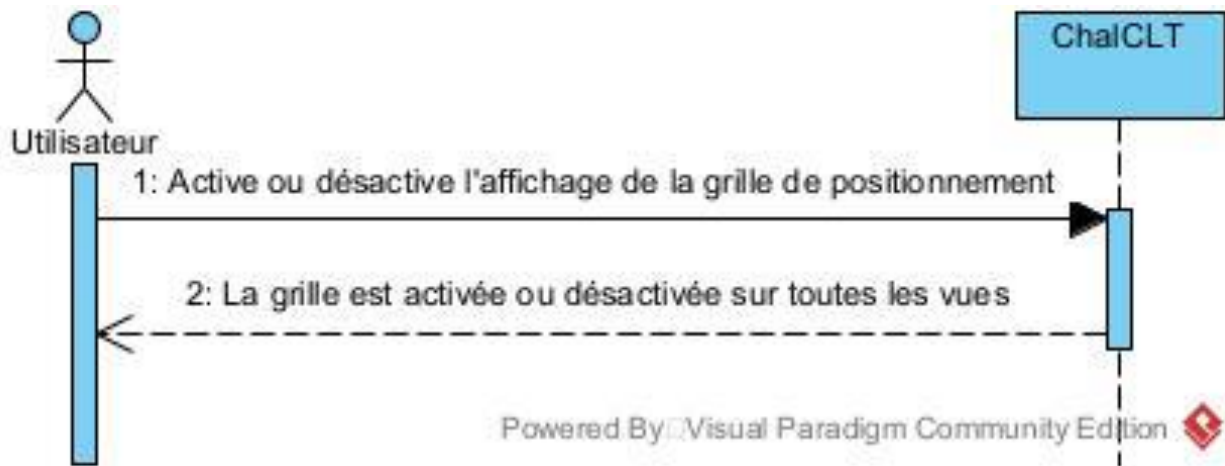 ChalCLT
Utilisateur
1: Active ou désactive l'affichage de la grille de positionnement
2: La grille est activée ou désactivée sur toutes les vues
Powered By Visual Paradigm Community Edition